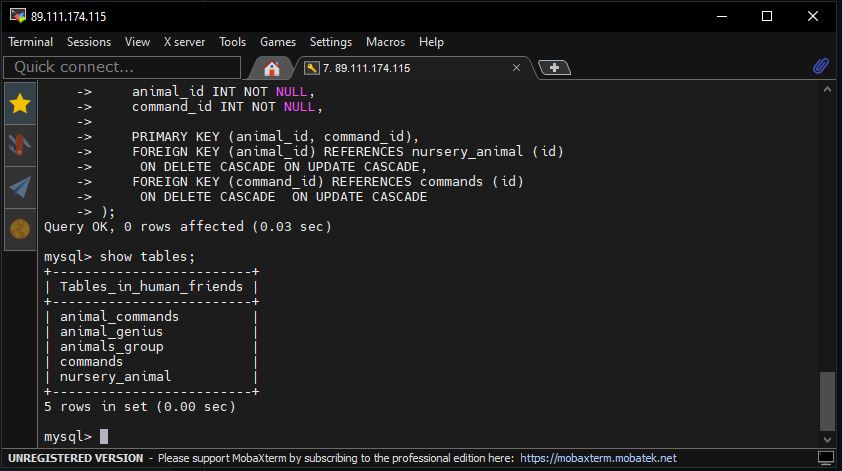 89.111.174.115
Terminal Sessions View X server Tools Games Settings Macros Help
Quick connect...
7. 89.111.174.115
    ->     animal_id INT NOT NULL,
    ->     command_id INT NOT NULL,
    ->
    ->     PRIMARY KEY (animal_id, command_id),
    ->     FOREIGN KEY (animal_id) REFERENCES nursery_animal (id)
    ->      ON DELETE CASCADE ON UPDATE CASCADE,
    ->     FOREIGN KEY (command_id) REFERENCES commands (id)
    ->      ON DELETE CASCADE  ON UPDATE CASCADE
    -> );
Query OK, 0 rows affected (0.03 sec)
mysql> show tables;
+-------------------------+
| Tables_in_human_friends |
+-------------------------+
| animal_commands         |
| animal_genius           |
| animals_group           |
| commands                |
| nursery_animal          |
+-------------------------+
5 rows in set (0.00 sec)
mysql>
UNREGISTERED VERSION - Please support MobaXterm by subscribing to the professional edition here: https://mobaxterm.mobatek.net